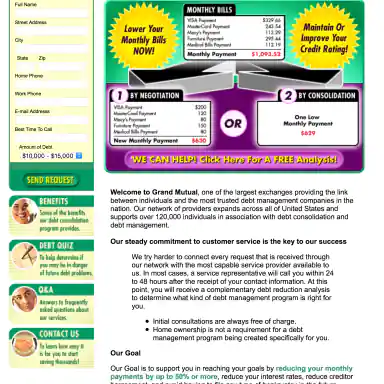 Full Name
Street Address
City
State Zip
Home Phone
Work Phone
E-mail Address
Best Time To Call
Amount of Debt
$10,000 - $15,000
SEND REQUEST
BENEFITS
Some of the benefits
our debt consolidation
program provides.
DEBT QUIZ
To help determine if
you may be in danger
of future debt problems.
Q&A
Answers to frequently
asked questions about
our services.
CONTACT US
To learn how easy it
is for you to start
saving thousands!
Lower Your
Monthly Bills
NOW!
MONTHLY BILLS
VISA Payment $329.66
MasterCard Payment 243.54
Macy's Payment 113.29
Furniture Payment 295.44
Medical Bills Payment 112.19
Monthly Payment $1,093.52
Maintain Or
Improve Your
Credit Rating!
1 BY NEGOTIATION
VISA Payment $200
MasterCard Payment 120
Macy's Payment 80
Furniture Payment 150
Medical Bills Payment 80
New Monthly Payment $630
OR
2 BY CONSOLIDATION
One Low
Monthly Payment
$629
WE CAN HELP! Click Here For A FREE Analysis!
Welcome to Grand Mutual, one of the largest exchanges providing the link
between individuals and the most trusted debt management companies in the
nation. Our network of providers expands across all of United States and
supports over 120,000 individuals in association with debt consolidation and
debt management.
Our steady commitment to customer service is the key to our success
We try harder to connect every request that is received through
our network with the most capable service provider available to
us. In most cases, a service representative will call you within 24
to 48 hours after the receipt of your contact information. At this
point, you will receive a complementary debt reduction analysis
to determine what kind of debt management program is right for
you.
Initial consultations are always free of charge.
Home ownership is not a requirement for a debt
management program being created specifically for you.
Our Goal
Our Goal is to support you in reaching your goals by reducing your monthly
payments by up to 50% or more, reduce your interest rates, reduce creditor